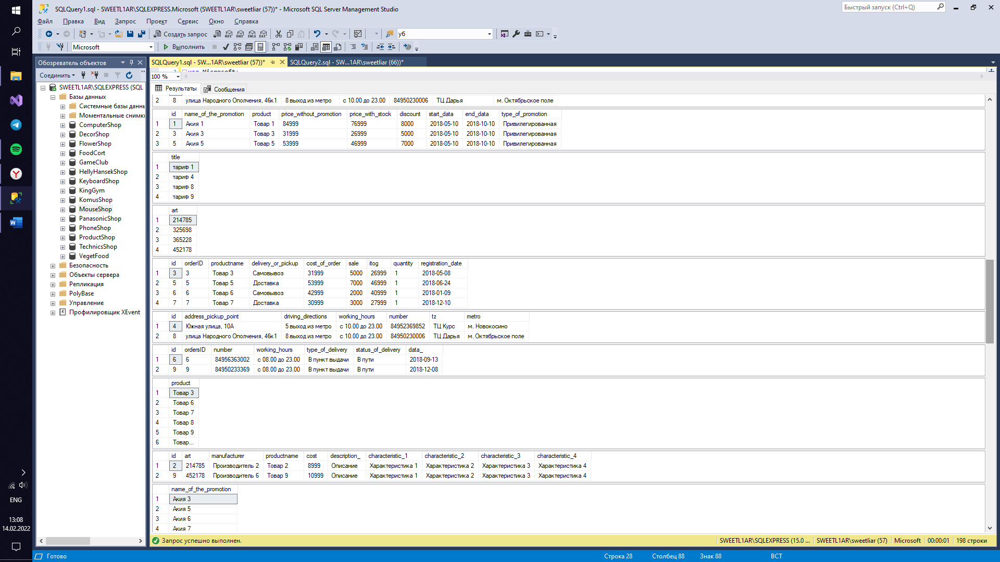 SQLQuery1.sql - SWEETL1AR\SQLEXPRESS.Microsoft (SWEETL1AR\sweetliar (57))* - Microsoft SQL Server Management Studio
Быстрый запуск (Ctrl+Q)
Файл Правка Вид Запрос Проект Сервис Окно Справка
Создать запрос MDX DMX XMLA DAX у6
Microsoft Выполнить
Обозреватель объектов
Соединить
SWEETL1AR\SQLEXPRESS (SQL
Базы данных
Системные базы даннь
Моментальные снимки
ComputerShop
DecorShop
FlowerShop
FoodCort
GameClub
HellyHansekShop
KeyboardShop
KingGym
KomusShop
MouseShop
PanasonicShop
PhoneShop
ProductShop
TechnicsShop
VegetFood
Безопасность
Объекты сервера
Репликация
PolyBase
Управление
Профилировщик XEvent
SQLQuery1.sql - SW...1AR\sweetliar (57))* SQLQuery2.sql - SW...1AR\sweetliar (66))*
1 use Microsoft;
100 %
Результаты Сообщения
2 8 улица Народного Ополчения, 46к1 8 выход из метро с 10.00 до 23.00 84950230006 ТЦ Дарья м. Октябрьское поле
id name_of_the_promotion product price_without_promotion price_with_stock discount start_data end_data type_of_promotion
1 1 Акия 1 Товар 1 84999 76999 8000 2018-05-10 2018-10-10 Привилегированная
2 3 Акия 3 Товар 3 31999 26999 5000 2018-05-10 2018-10-10 Привилегированная
3 5 Акия 5 Товар 5 53999 46999 7000 2018-05-10 2018-10-10 Привилегированная
title
1 тариф 1
2 тариф 4
3 тариф 8
4 тариф 9
art
1 214785
2 325698
3 365228
4 452178
id orderID productname delivery_or_pickup cost_of_order sale itog quantity registration_date
1 3 3 Товар 3 Самовывоз 31999 5000 26999 1 2018-05-08
2 5 5 Товар 5 Доставка 53999 7000 46999 1 2018-06-24
3 6 6 Товар 6 Самовывоз 42999 2000 40999 1 2018-01-09
4 7 7 Товар 7 Доставка 30999 3000 27999 1 2018-12-10
id address_pickup_point driving_directions working_hours number tz metro
1 4 Южная улица, 10А 5 выход из метро с 10.00 до 23.00 84952369852 ТЦ Курс м. Новокосино
2 8 улица Народного Ополчения, 46к1 8 выход из метро с 10.00 до 23.00 84950230006 ТЦ Дарья м. Октябрьское поле
id ordersID number working_hours type_of_delivery status_of_delivery data_
1 6 6 84956363002 с 08.00 до 23.00 В пункт выдачи В пути 2018-09-13
2 9 9 84950233369 с 08.00 до 23.00 В пункт выдачи В пути 2018-12-08
product
1 Товар 3
2 Товар 6
3 Товар 7
4 Товар 8
5 Товар 9
6 Товар...
id art manufacturer productname cost description_ characteristic_1 characteristic_2 characteristic_3 characteristic_4
1 2 214785 Производитель 2 Товар 2 8999 Описание Характеристика 1 Характеристика 2 Характеристика 3 Характеристика 4
2 9 452178 Производитель 6 Товар 9 10999 Описание Характеристика 1 Характеристика 2 Характеристика 3 Характеристика 4
name_of_the_promotion
1 Акия 3
2 Акия 5
3 Акия 6
4 Акия 7
Запрос успешно выполнен. SWEETL1AR\SQLEXPRESS (15.0 ... SWEETL1AR\sweetliar (57) Microsoft 00:00:01 198 строки
Готово Строка 28 Столбец 88 Знак 88 ВСТ
ENG
13:08
14.02.2022